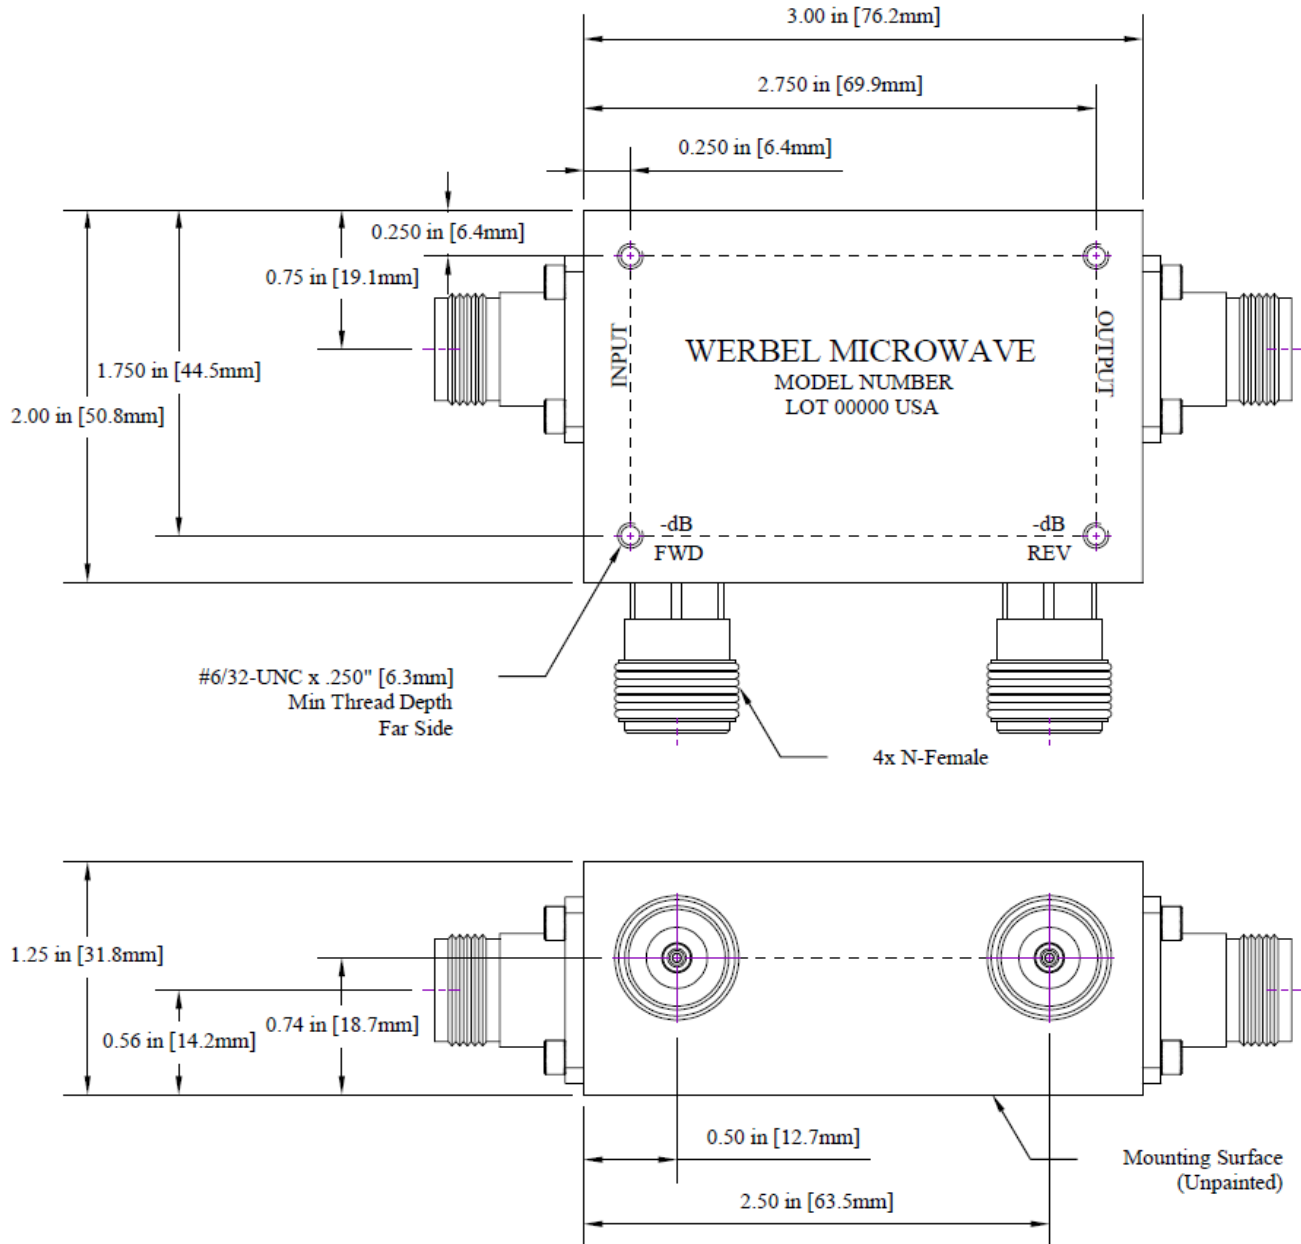 3.00 in [76.2mm]
2.750 in [69.9mm]
0.250 in [6.4mm]
0.250 in [6.4mm]
0.75 in [19.1mm]
1.750 in [44.5mm]
2.00 in [50.8mm]
INPUT
OUTPUT
WERBEL MICROWAVE
MODEL NUMBER
LOT 00000 USA
-dB
FWD
-dB
REV
#6/32-UNC x .250" [6.3mm]
Min Thread Depth
Far Side
4x N-Female
1.25 in [31.8mm]
0.74 in [18.7mm]
0.56 in [14.2mm]
0.50 in [12.7mm]
2.50 in [63.5mm]
Mounting Surface
(Unpainted)